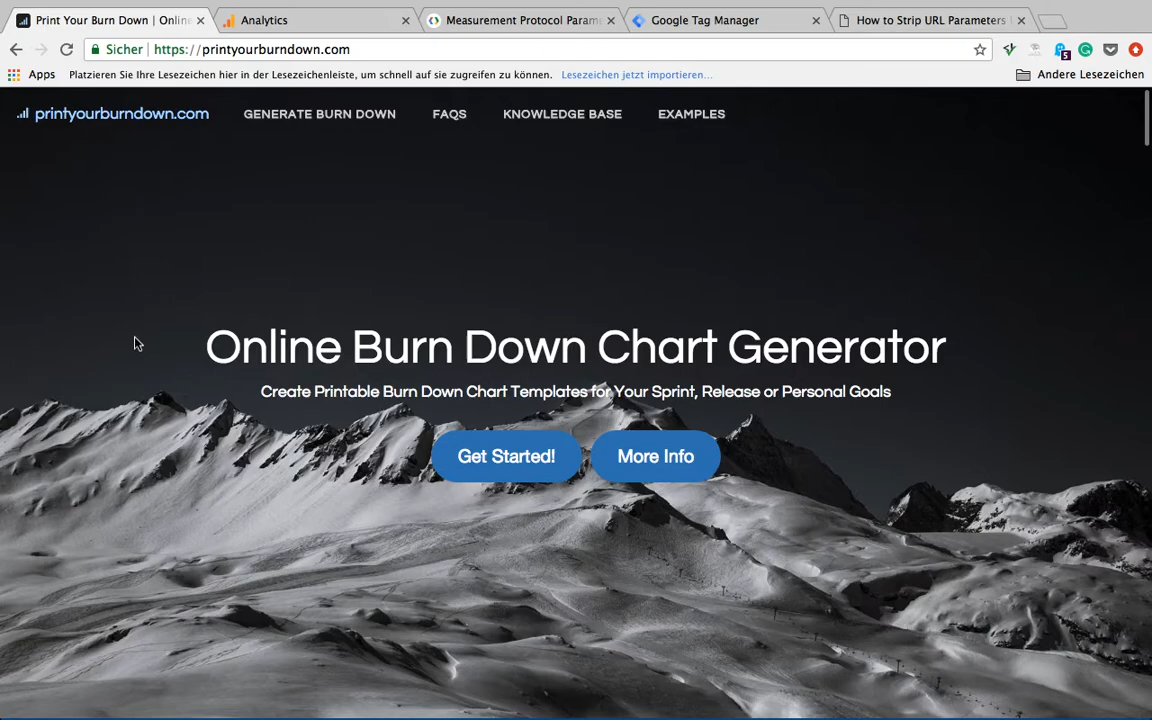 Print Your Burn Down | Online
Analytics
Measurement Protocol Param
Google Tag Manager
How to Strip URL Parameters
Sicher
https://printyourburndown.com
5
Apps
Platzieren Sie Ihre Lesezeichen hier in der Lesezeichenleiste, um schnell auf sie zugreifen zu können.
Lesezeichen jetzt importieren...
Andere Lesezeichen
printyourburndown.com
GENERATE BURN DOWN
FAQS
KNOWLEDGE BASE
EXAMPLES
Online Burn Down Chart Generator
Create Printable Burn Down Chart Templates for Your Sprint, Release or Personal Goals
Get Started!
More Info